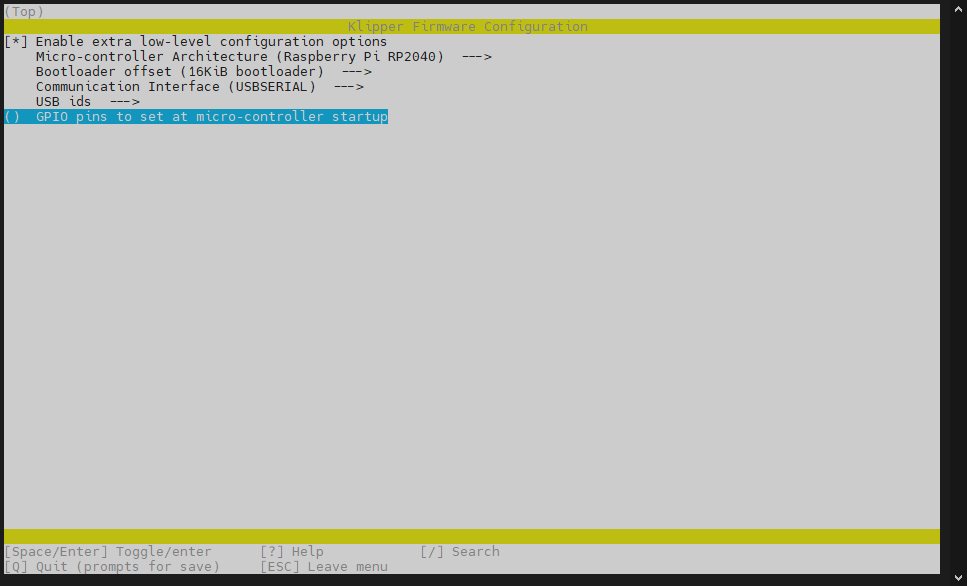 (Top)
Klipper Firmware Configuration
[*] Enable extra low-level configuration options
Micro-controller Architecture (Raspberry Pi RP2040)  --->
Bootloader offset (16KiB bootloader)  --->
Communication Interface (USBSERIAL)  --->
USB ids  --->
()  GPIO pins to set at micro-controller startup
[Space/Enter] Toggle/enter      [?] Help            [/] Search
[Q] Quit (prompts for save)     [ESC] Leave menu